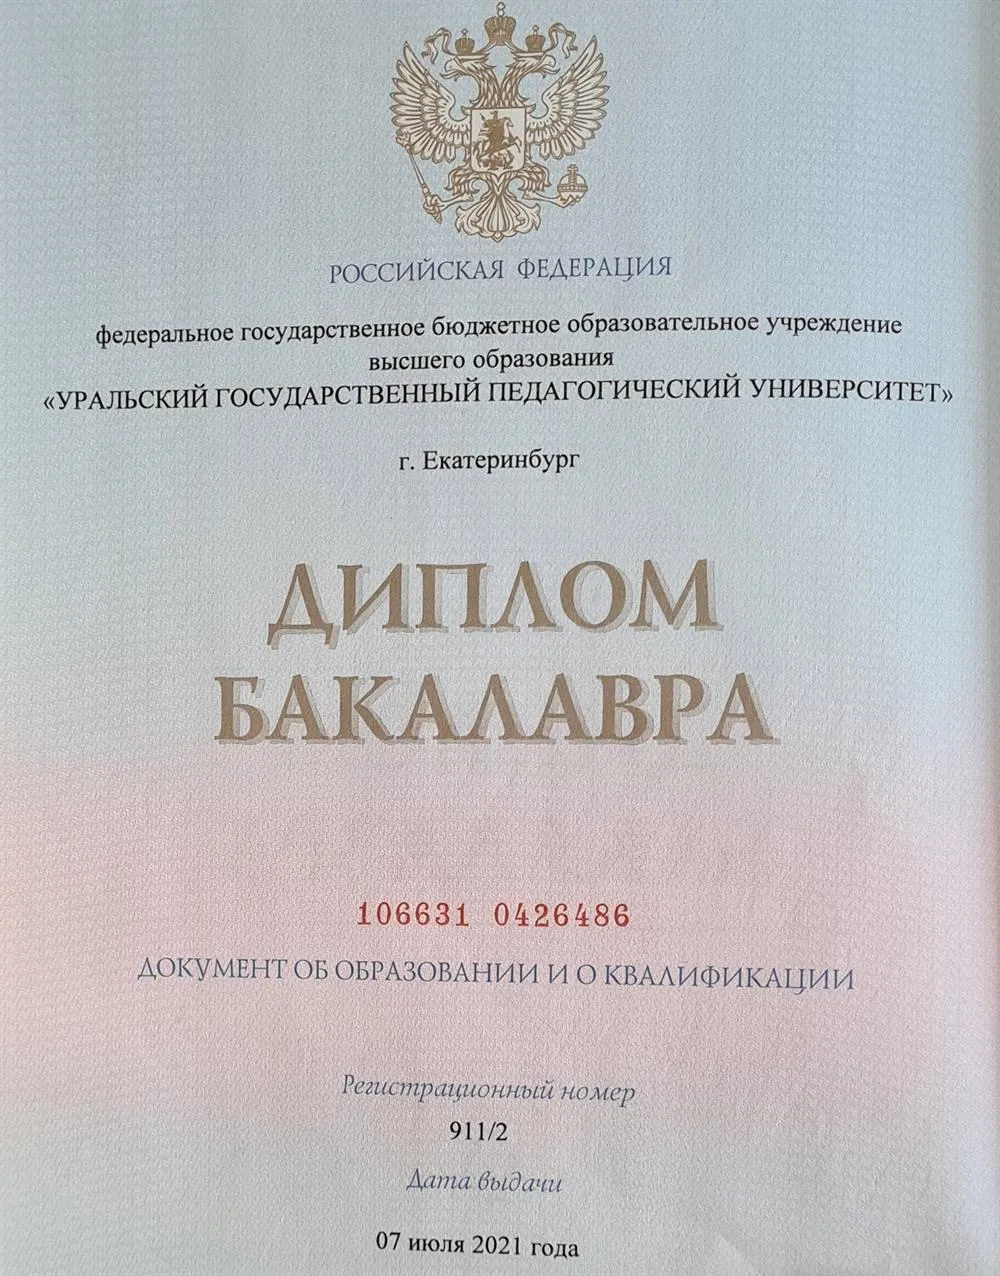 РОССИЙСКАЯ ФЕДЕРАЦИЯ
федеральное государственное бюджетное образовательное учреждение
высшего образования
«УРАЛЬСКИЙ ГОСУДАРСТВЕННЫЙ ПЕДАГОГИЧЕСКИЙ УНИВЕРСИТЕТ»
г. Екатеринбург
ДИПЛОМ
БАКАЛАВРА
106631 0426486
ДОКУМЕНТ ОБ ОБРАЗОВАНИИ И О КВАЛИФИКАЦИИ
Регистрационный номер
911/2
Дата выдачи
07 июля 2021 года